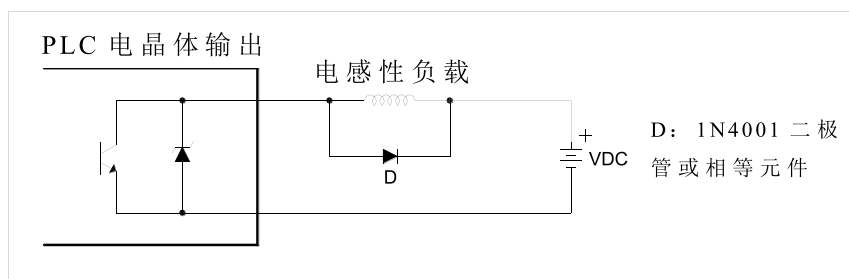 PLC 电晶体输出
电感性负载
D：1N4001 二极
管或相等元件
+
VDC
D